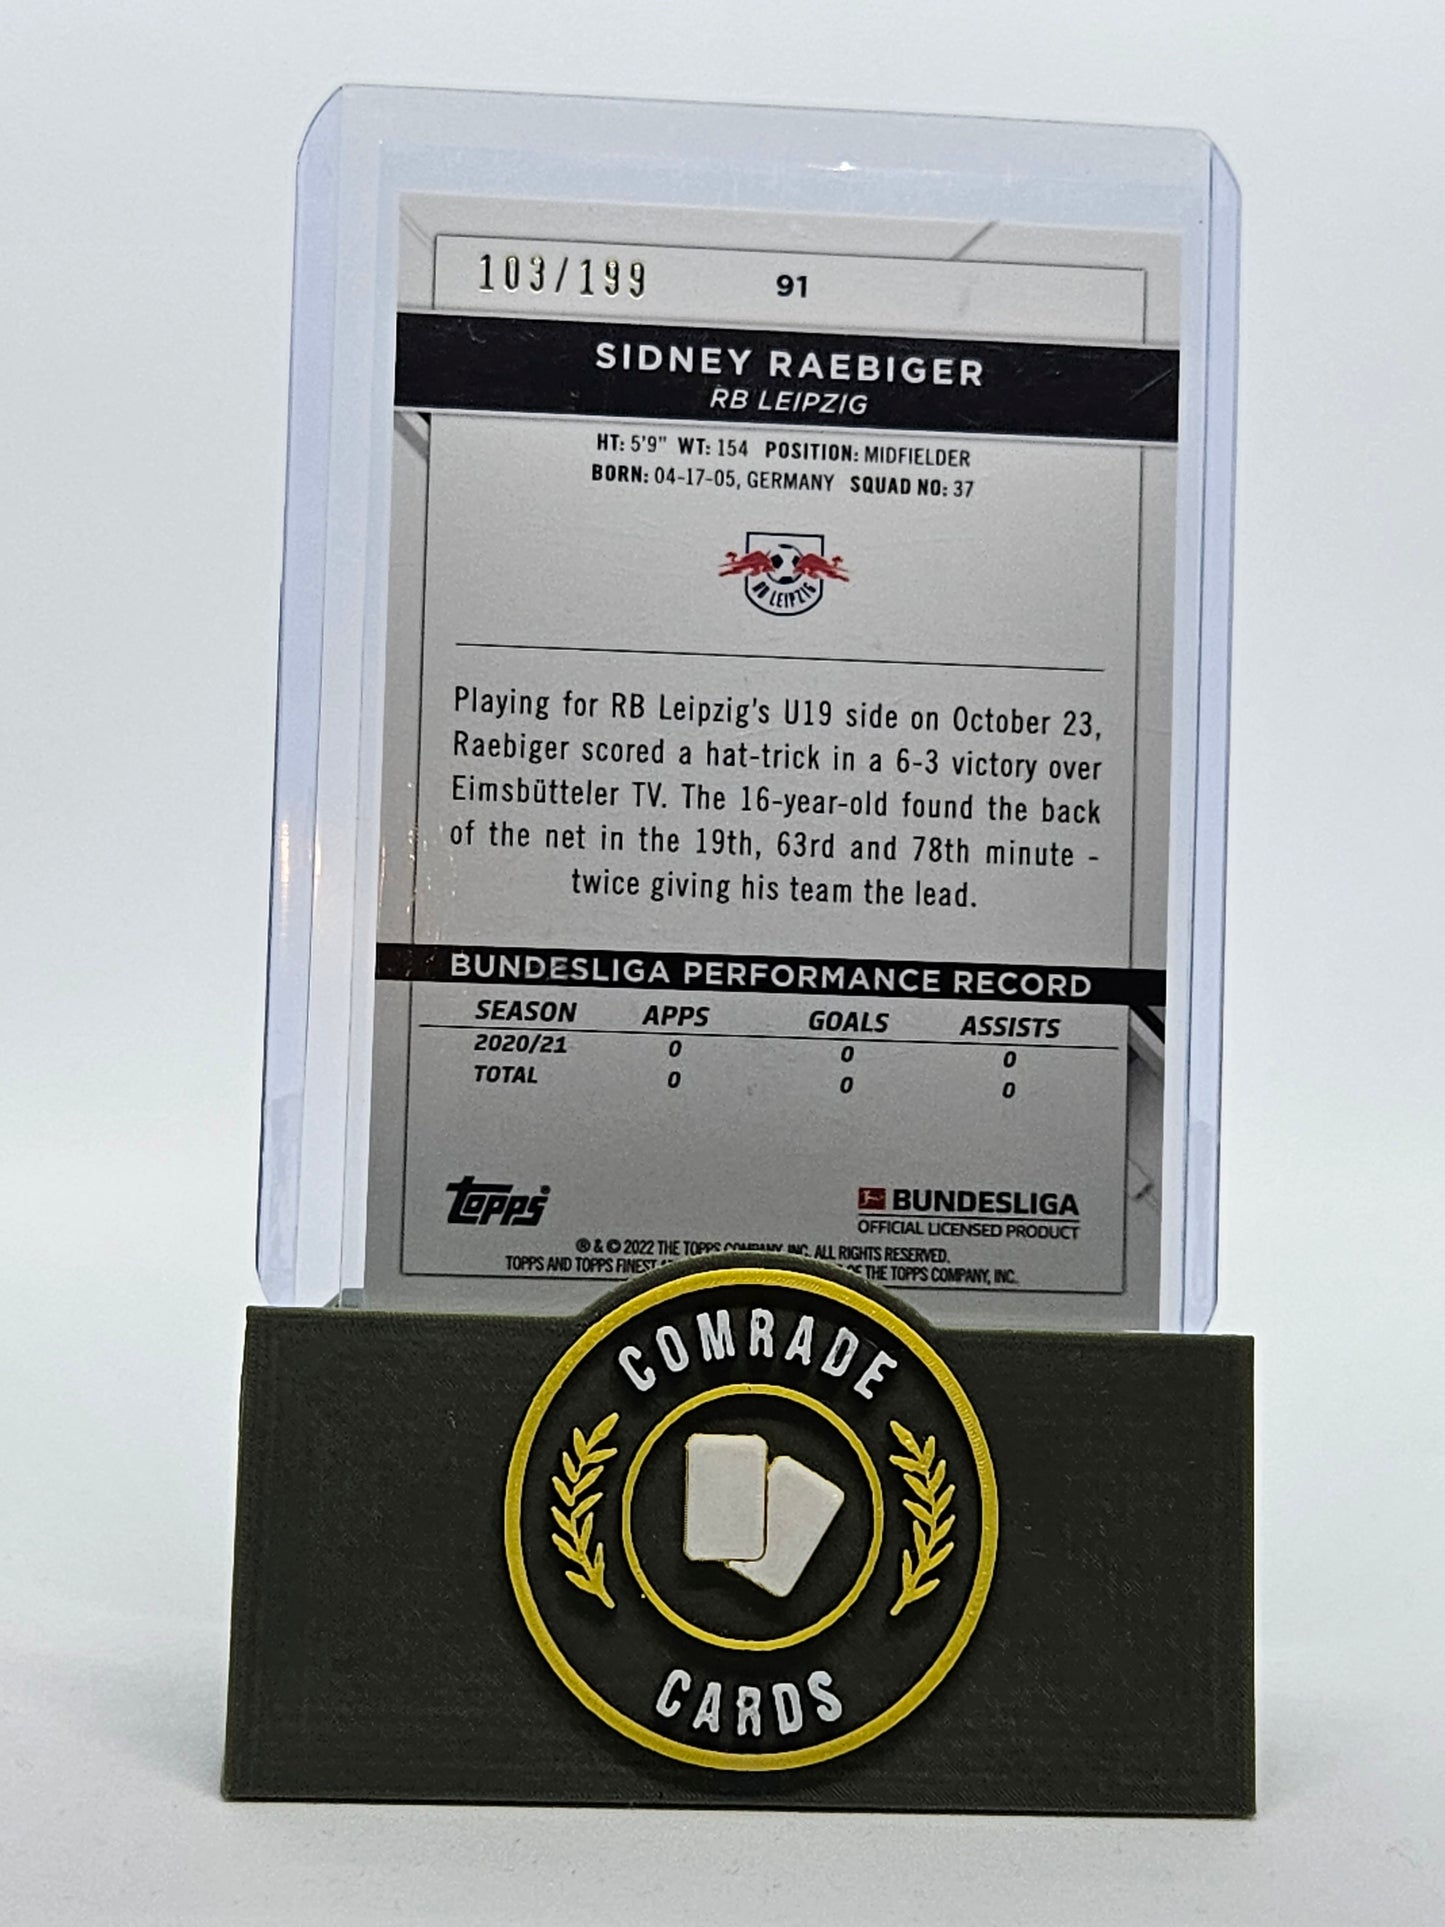 103/199 91
SIDNEY RAEBIGER
RB LEIPZIG
HT: 5'9" WT: 154 POSITION: MIDFIELDER
BORN: 04-17-05, GERMANY SQUAD NO: 37
RB LEIPZIG
Playing for RB Leipzig's U19 side on October 23,
Raebiger scored a hat-trick in a 6-3 victory over
Eimsbütteler TV. The 16-year-old found the back
of the net in the 19th, 63rd and 78th minute -
twice giving his team the lead.
BUNDESLIGA PERFORMANCE RECORD
SEASON APPS GOALS ASSISTS
2020/21 0 0 0
TOTAL 0 0 0
Topps®
BUNDESLIGA
OFFICIAL LICENSED PRODUCT
® & © 2022 THE TOPPS COMPANY, INC. ALL RIGHTS RESERVED.
TOPPS AND TOPPS FINEST OF THE TOPPS COMPANY, INC.
COMRADE
CARDS